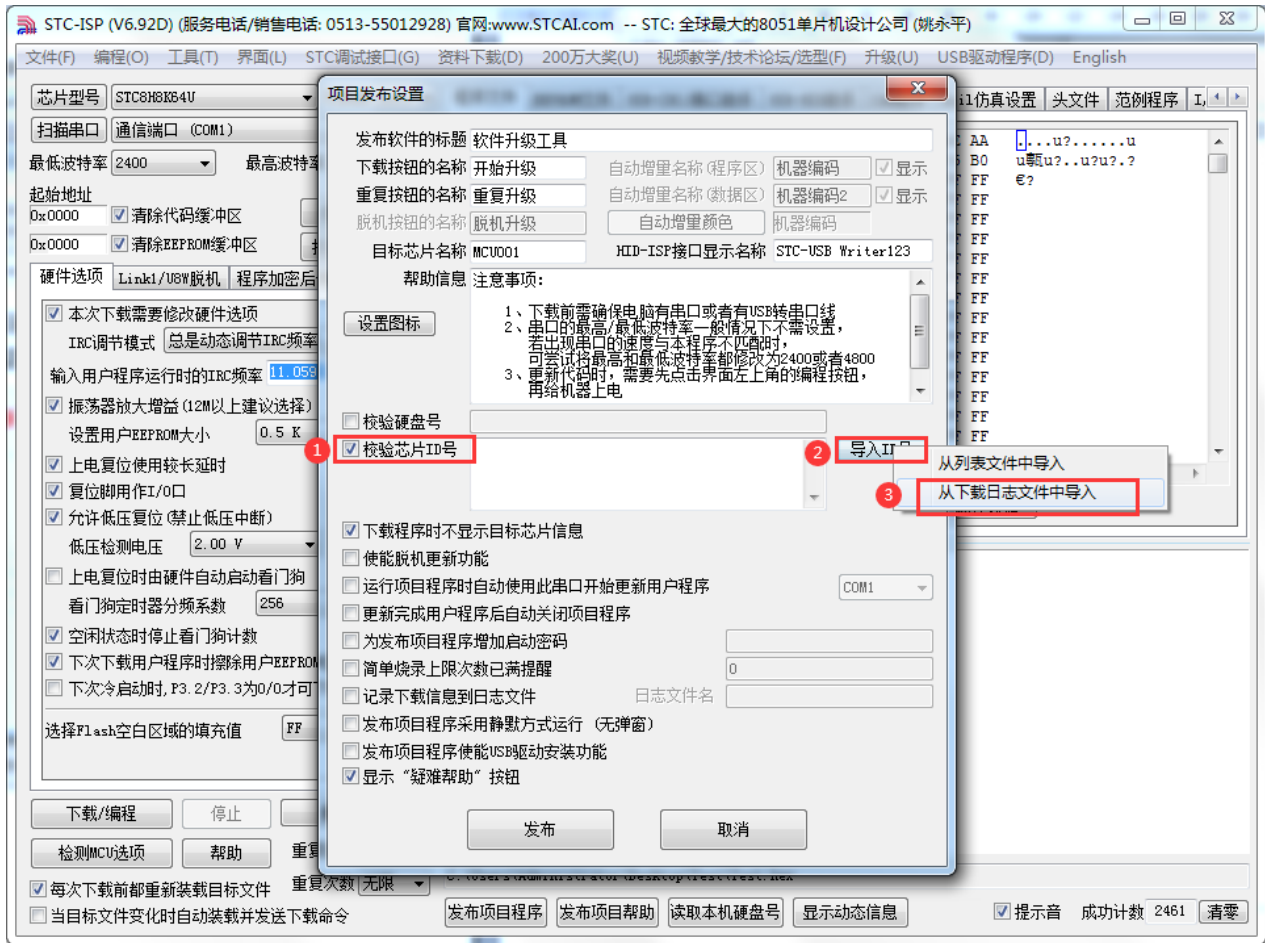 STC-ISP (V6.92D) (服务电话/销售电话: 0513-55012928) 官网:www.STCAI.com -- STC: 全球最大的8051单片机设计公司 (姚永平)
文件(F) 编程(O) 工具(T) 界面(L) STC调试接口(G) 资料下载(D) 200万大奖(U) 视频教学/技术论坛/选型(F) 升级(U) USB驱动程序(D) English
芯片型号 STC8H8K64U
扫描串口 通信端口 (COM1)
最低波特率 2400 最高波特率
起始地址
0x0000 清除代码缓冲区
0x0000 清除EEPROM缓冲区
硬件选项 Link1/U8W脱机 程序加密后
本次下载需要修改硬件选项
IRC调节模式 总是动态调节IRC频率
输入用户程序运行时的IRC频率 11.059
振荡器放大增益(12M以上建议选择)
设置用户EEPROM大小 0.5 K
上电复位使用较长延时
复位脚用作I/O口
允许低压复位(禁止低压中断)
低压检测电压 2.00 V
上电复位时由硬件自动启动看门狗
看门狗定时器分频系数 256
空闲状态时停止看门狗计数
下次下载用户程序时擦除用户EEPROM
下次冷启动时,P3.2/P3.3为0/0才可
选择Flash空白区域的填充值 FF
下载/编程 停止
检测MCU选项 帮助
每次下载前都重新装载目标文件 重复次数 无限
当目标文件变化时自动装载并发送下载命令
项目发布设置
发布软件的标题 软件升级工具
下载按钮的名称 开始升级 自动增量名称(程序区) 机器编码 显示
重复按钮的名称 重复升级 自动增量名称(数据区) 机器编码2 显示
脱机按钮的名称 脱机升级 自动增量颜色 机器编码
目标芯片名称 MCU001 HID-ISP接口显示名称 STC-USB Writer123
帮助信息 注意事项:
设置图标
1、下载前需确保电脑有串口或者有USB转串口线
2、串口的最高/最低波特率一般情况下不需设置,
若出现串口的速度与本程序不匹配时,
可尝试将最高和最低波特率都修改为2400或者4800
3、更新代码时,需要先点击界面左上角的编程按钮,
再给机器上电
校验硬盘号
1 校验芯片ID号 2 导入ID号
从列表文件中导入
3 从下载日志文件中导入
下载程序时不显示目标芯片信息
使能脱机更新功能
运行项目程序时自动使用此串口开始更新用户程序 COM1
更新完成用户程序后自动关闭项目程序
为发布项目程序增加启动密码
简单烧录上限次数已满提醒 0
记录下载信息到日志文件 日志文件名
发布项目程序采用静默方式运行 (无弹窗)
发布项目程序使能USB驱动安装功能
显示“疑难帮助”按钮
发布 取消
il仿真设置 头文件 范例程序 I,
AA ....u?......u
B0 u甄u?..u?u?.?
FF €?
FF
FF
FF
FF
FF
FF
FF
FF
FF
FF
FF
FF
FF
C:\Users\Administrator\Desktop\Test\Test.hex
发布项目程序 发布项目帮助 读取本机硬盘号 显示动态信息 提示音 成功计数 2461 清零